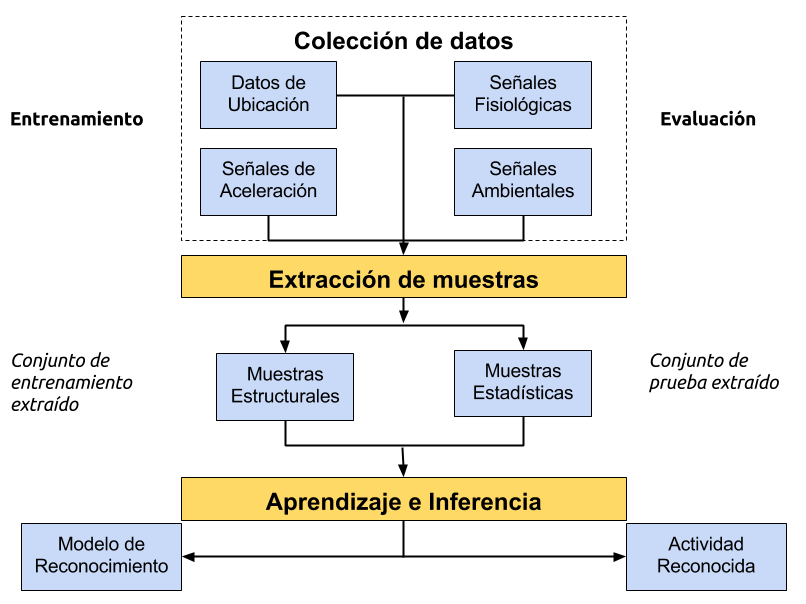 Colección de datos
Datos de
Ubicación
Señales
Fisiológicas
Entrenamiento
Evaluación
Señales de
Aceleración
Señales
Ambientales
Extracción de muestras
Conjunto de
entrenamiento
extraído
Muestras
Estructurales
Muestras
Estadísticas
Conjunto de
prueba extraído
Aprendizaje e Inferencia
Modelo de
Reconocimiento
Actividad
Reconocida